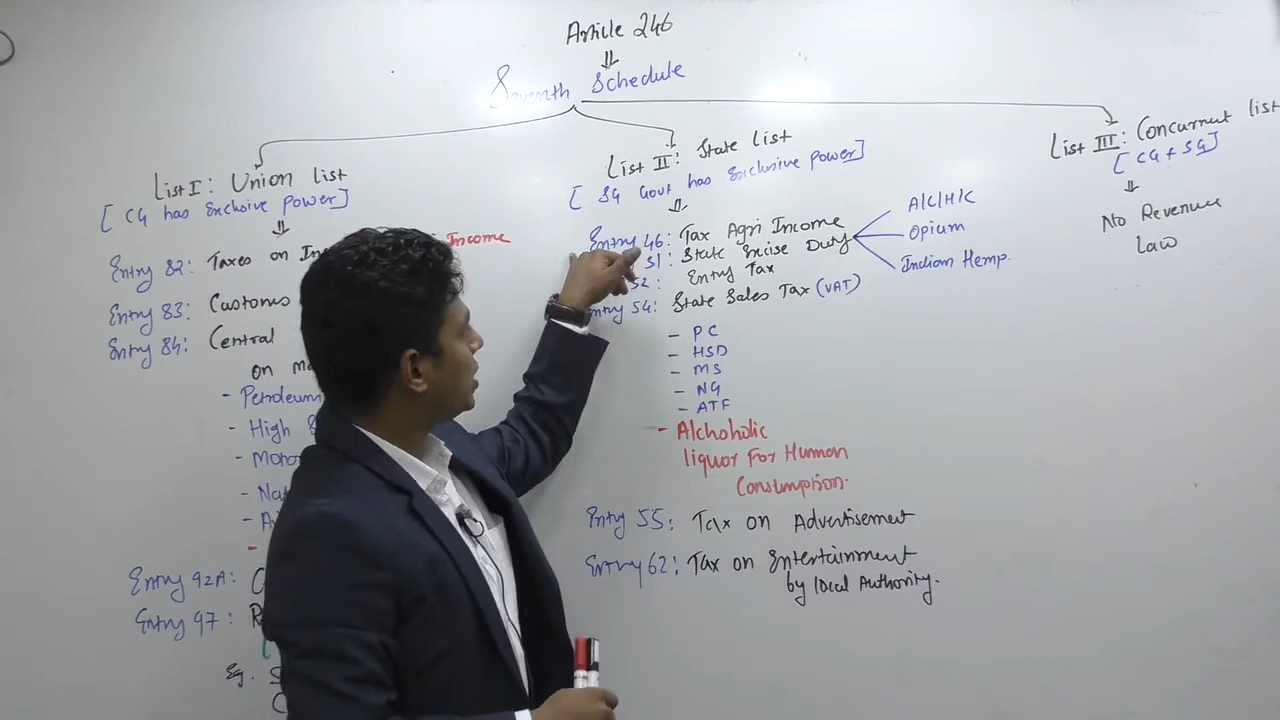 Article 246
⇓
Seventh Schedule
List I: Union list
[ CG has Exclusive power]
⇓
Entry 82: Taxes on In
Income
Entry 83: Customs
Entry 84: Central
on ma
- Petroleum
- High S
- Moto
- Nat
- A
-
Entry 92A: C
Entry 97: R
Eg. S
C
List II: State list
[ SG Govt has Exclusive power]
⇓
Entry 46: Tax Agri Income
51: State Excise Duty
A/C/H/C
Opium
Indian Hemp.
52: Entry Tax
Entry 54: State Sales Tax (VAT)
- PC
- HSD
- MS
- NG
- ATF
- Alchoholic
liquor For Human
Consumption.
Entry 55: Tax on Advertisement
Entry 62: Tax on Entertainment
by local Authority.
List III: Concurrent list
[ CG + SG]
⇓
No Revenue
Law